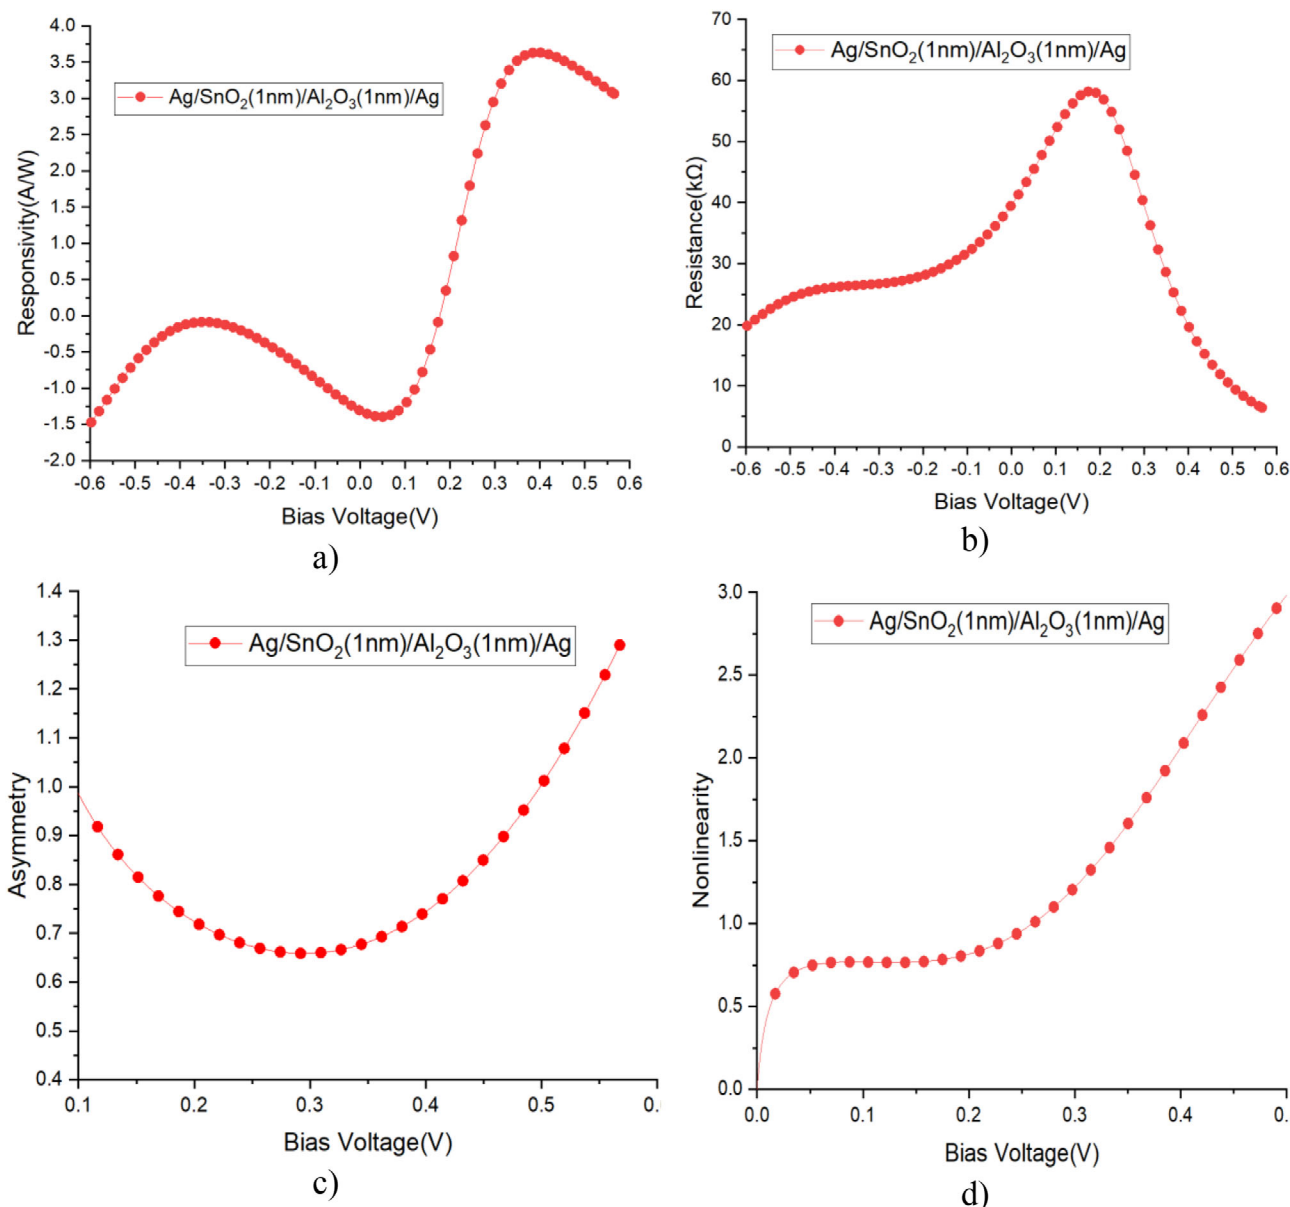 Ag/SnO2(1nm)/Al2O3(1nm)/Ag
Responsivity(A/W)
4.0
3.5
3.0
2.5
2.0
1.5
1.0
0.5
0.0
-0.5
-1.0
-1.5
-2.0
-0.6 -0.5 -0.4 -0.3 -0.2 -0.1 0.0 0.1 0.2 0.3 0.4 0.5 0.6
Bias Voltage(V)
a)
Ag/SnO2(1nm)/Al2O3(1nm)/Ag
Resistance(kΩ)
70
60
50
40
30
20
10
0
-0.6 -0.5 -0.4 -0.3 -0.2 -0.1 0.0 0.1 0.2 0.3 0.4 0.5 0.6
Bias Voltage(V)
b)
Ag/SnO2(1nm)/Al2O3(1nm)/Ag
Asymmetry
1.4
1.3
1.2
1.1
1.0
0.9
0.8
0.7
0.6
0.5
0.4
0.1 0.2 0.3 0.4 0.5 0.
Bias Voltage(V)
c)
Ag/SnO2(1nm)/Al2O3(1nm)/Ag
Nonlinearity
3.0
2.5
2.0
1.5
1.0
0.5
0.0
0.0 0.1 0.2 0.3 0.4 0.
Bias Voltage(V)
d)